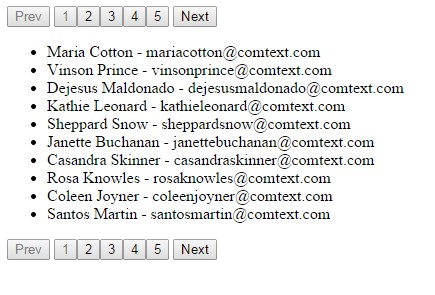 Prev 1 2 3 4 5 Next
Maria Cotton - mariacotton@comtext.com
Vinson Prince - vinsonprince@comtext.com
Dejesus Maldonado - dejesusmaldonado@comtext.com
Kathie Leonard - kathieleonard@comtext.com
Sheppard Snow - sheppardsnow@comtext.com
Janette Buchanan - janettebuchanan@comtext.com
Casandra Skinner - casandraskinner@comtext.com
Rosa Knowles - rosaknowles@comtext.com
Coleen Joyner - coleenjoyner@comtext.com
Santos Martin - santosmartin@comtext.com
Prev 1 2 3 4 5 Next